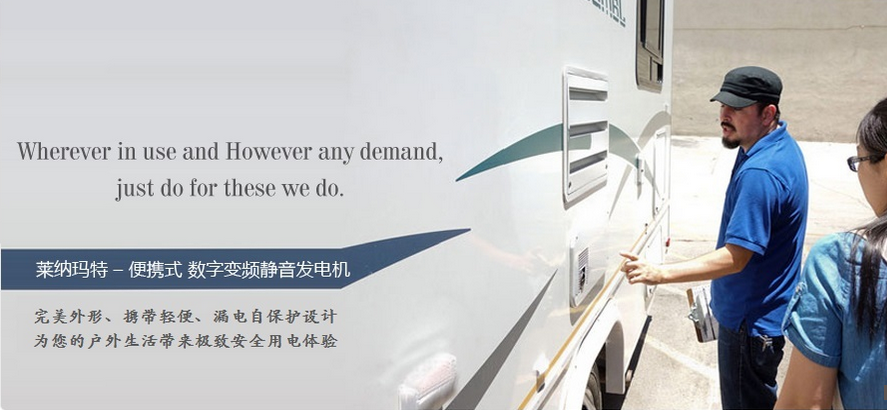 Wherever in use and However any demand,
just do for these we do.
莱纳玛特 – 便携式 数字变频静音发电机
完美外形、携带轻便、漏电自保护设计
为您的户外生活带来极致安全用电体验